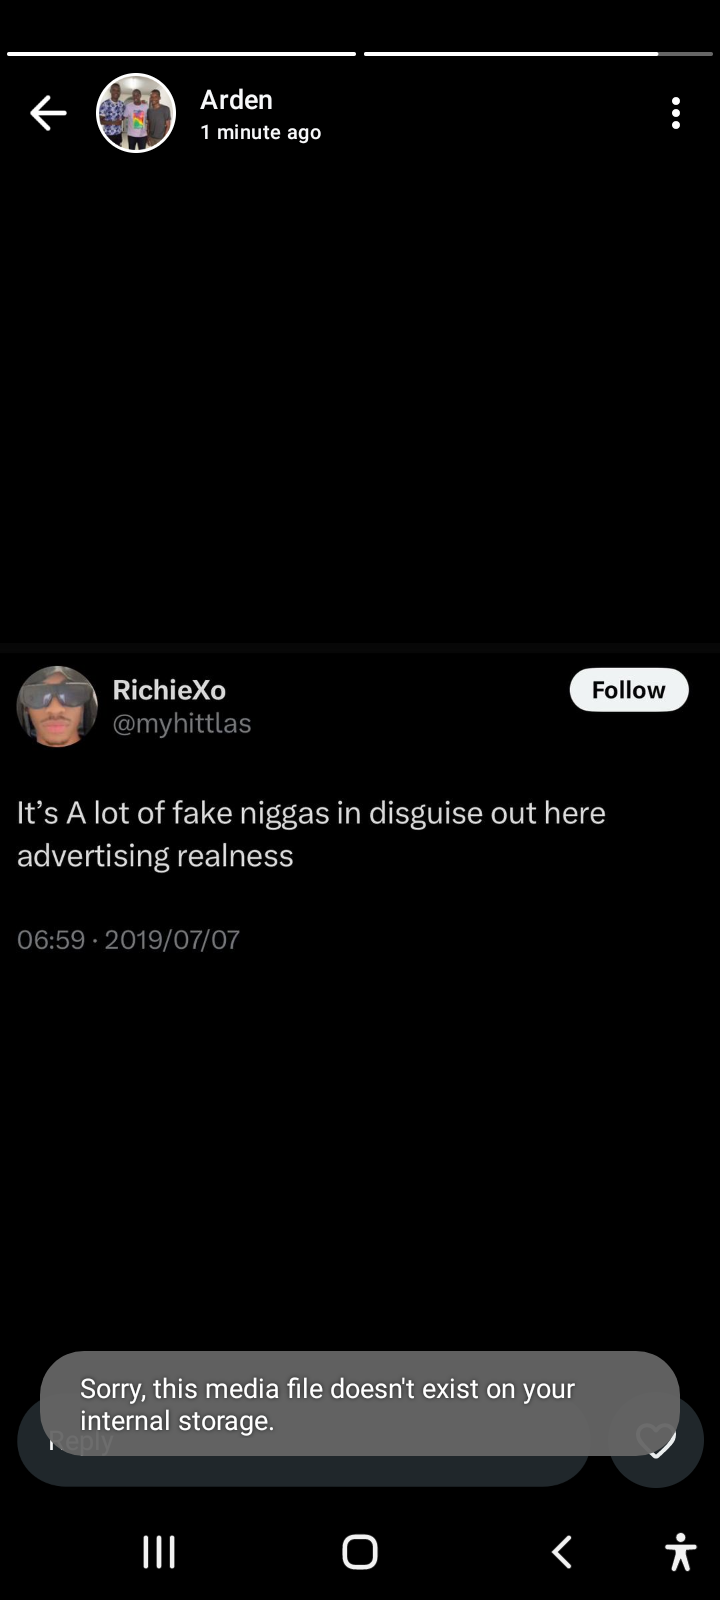 Arden
1 minute ago
RichieXo
@myhittlas
Follow
It’s A lot of fake niggas in disguise out here
advertising realness
06:59 · 2019/07/07
Sorry, this media file doesn't exist on your
internal storage.
Reply